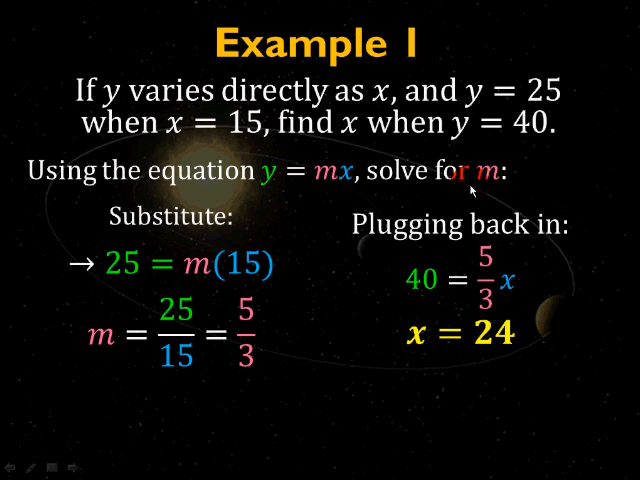 Example 1
If y varies directly as x, and y = 25
when x = 15, find x when y = 40.
Using the equation y = mx, solve for m:
Substitute:
→ 25 = m(15)
m = 25/15 = 5/3
Plugging back in:
40 = 5/3 x
x = 24